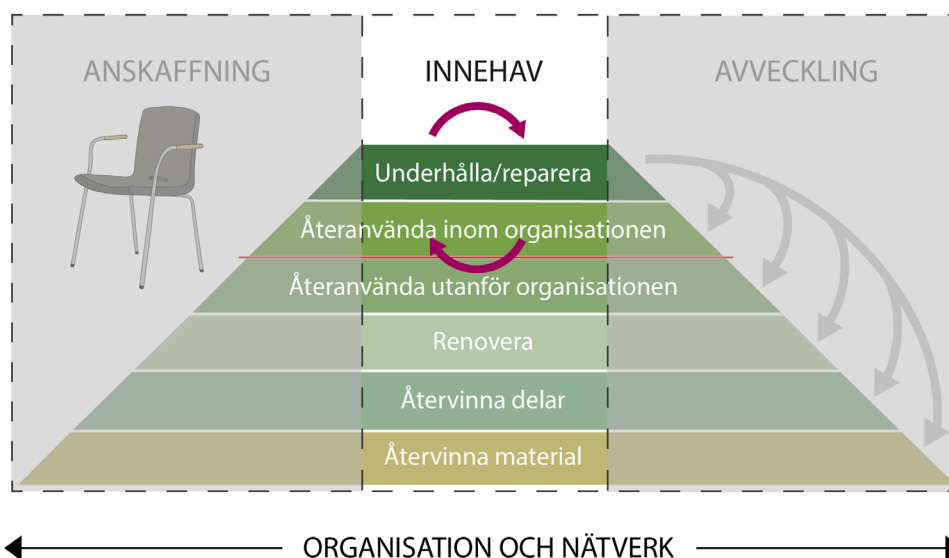 ANSKAFFNING
INNEHAV
AVVECKLING
Underhålla/reparera
Återanvända inom organisationen
Återanvända utanför organisationen
Renovera
Återvinna delar
Återvinna material
ORGANISATION OCH NÄTVERK